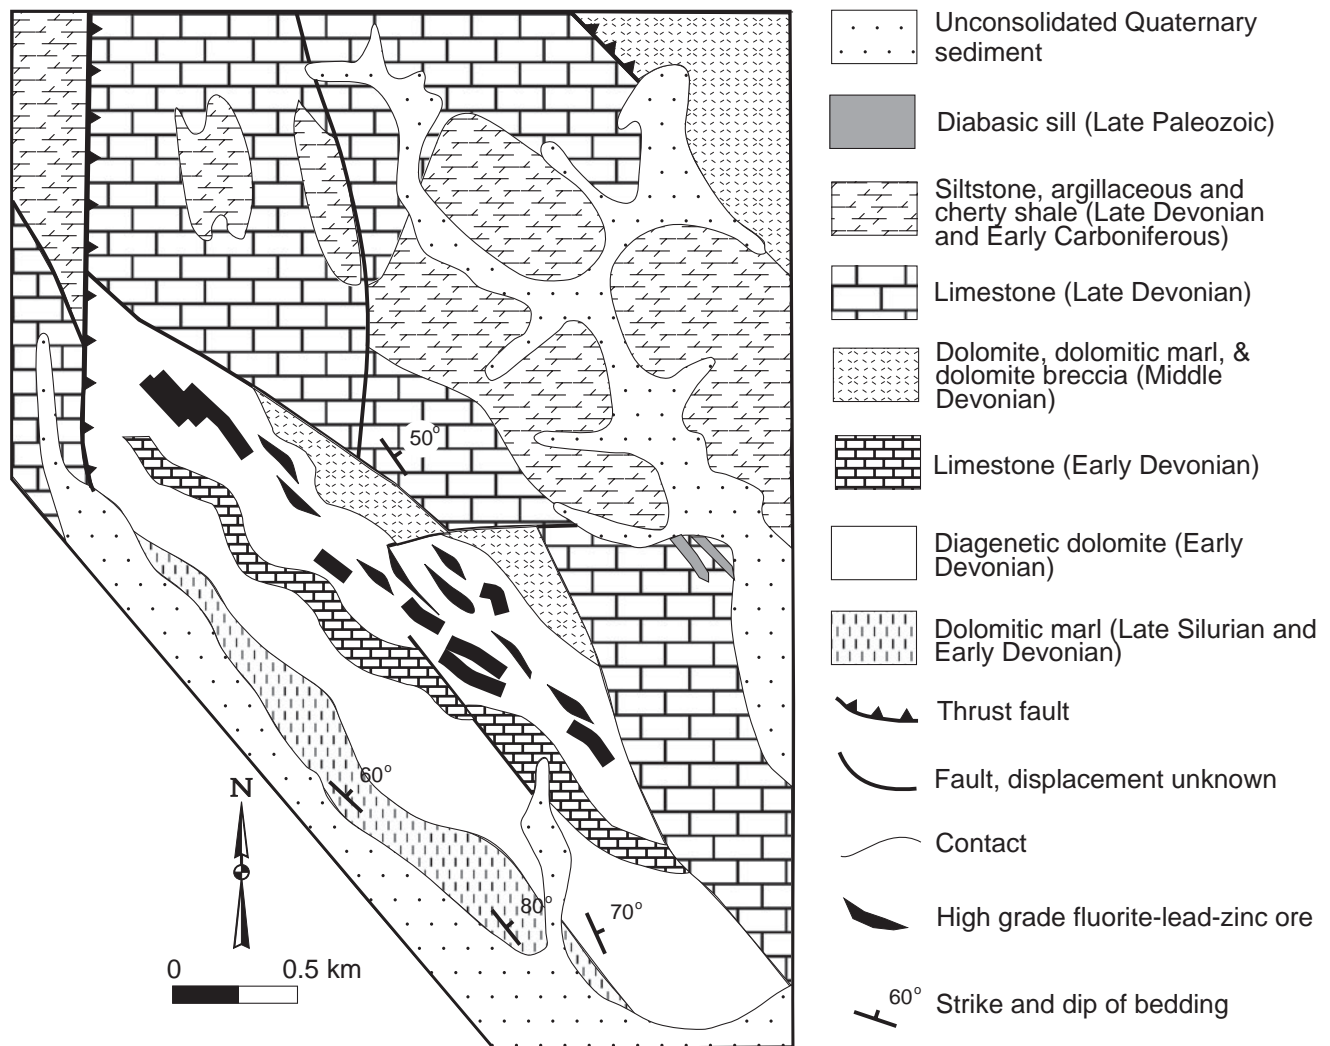 Unconsolidated Quaternary
sediment
Diabasic sill (Late Paleozoic)
Siltstone, argillaceous and
cherty shale (Late Devonian
and Early Carboniferous)
Limestone (Late Devonian)
Dolomite, dolomitic marl, &
dolomite breccia (Middle
Devonian)
Limestone (Early Devonian)
Diagenetic dolomite (Early
Devonian)
Dolomitic marl (Late Silurian and
Early Devonian)
Thrust fault
Fault, displacement unknown
Contact
High grade fluorite-lead-zinc ore
60° Strike and dip of bedding
50°
60°
80°
70°
N
0 0.5 km